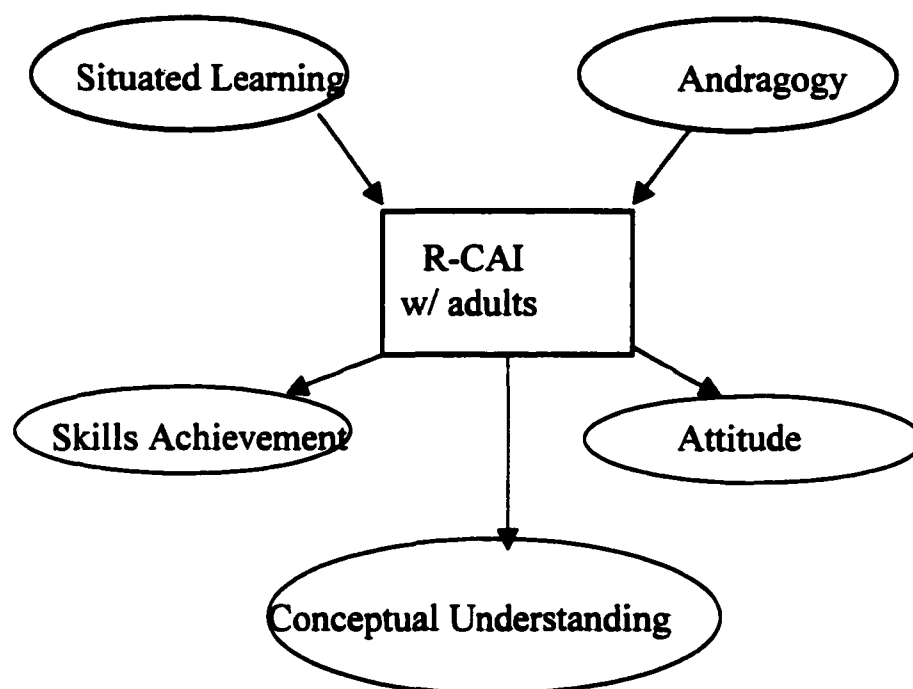 Situated Learning
Andragogy
R-CAI
w/ adults
Skills Achievement
Attitude
Conceptual Understanding